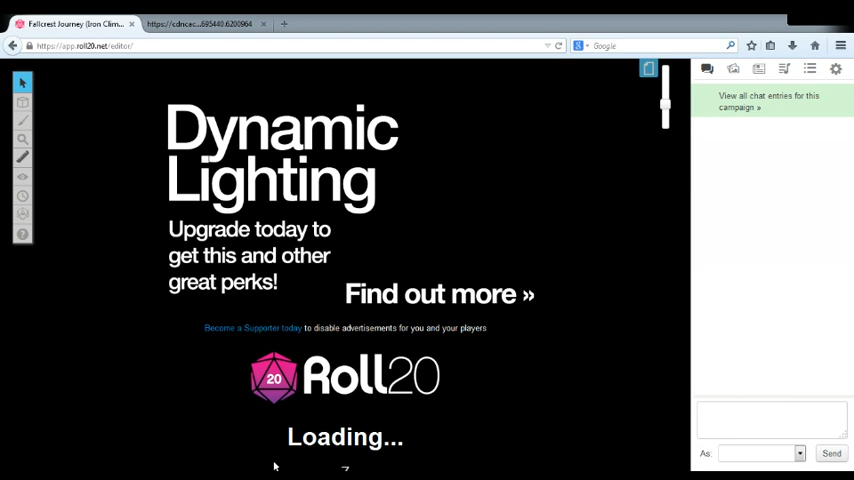 Fallcrest Journey (Iron Clim...
https://cdncac...695440.6200964
https://app.roll20.net/editor/
Google
Dynamic
Lighting
Upgrade today to
get this and other
great perks!
Find out more »
Become a Supporter today to disable advertisements for you and your players
20
Roll20
Loading...
View all chat entries for this
campaign »
As:
Send